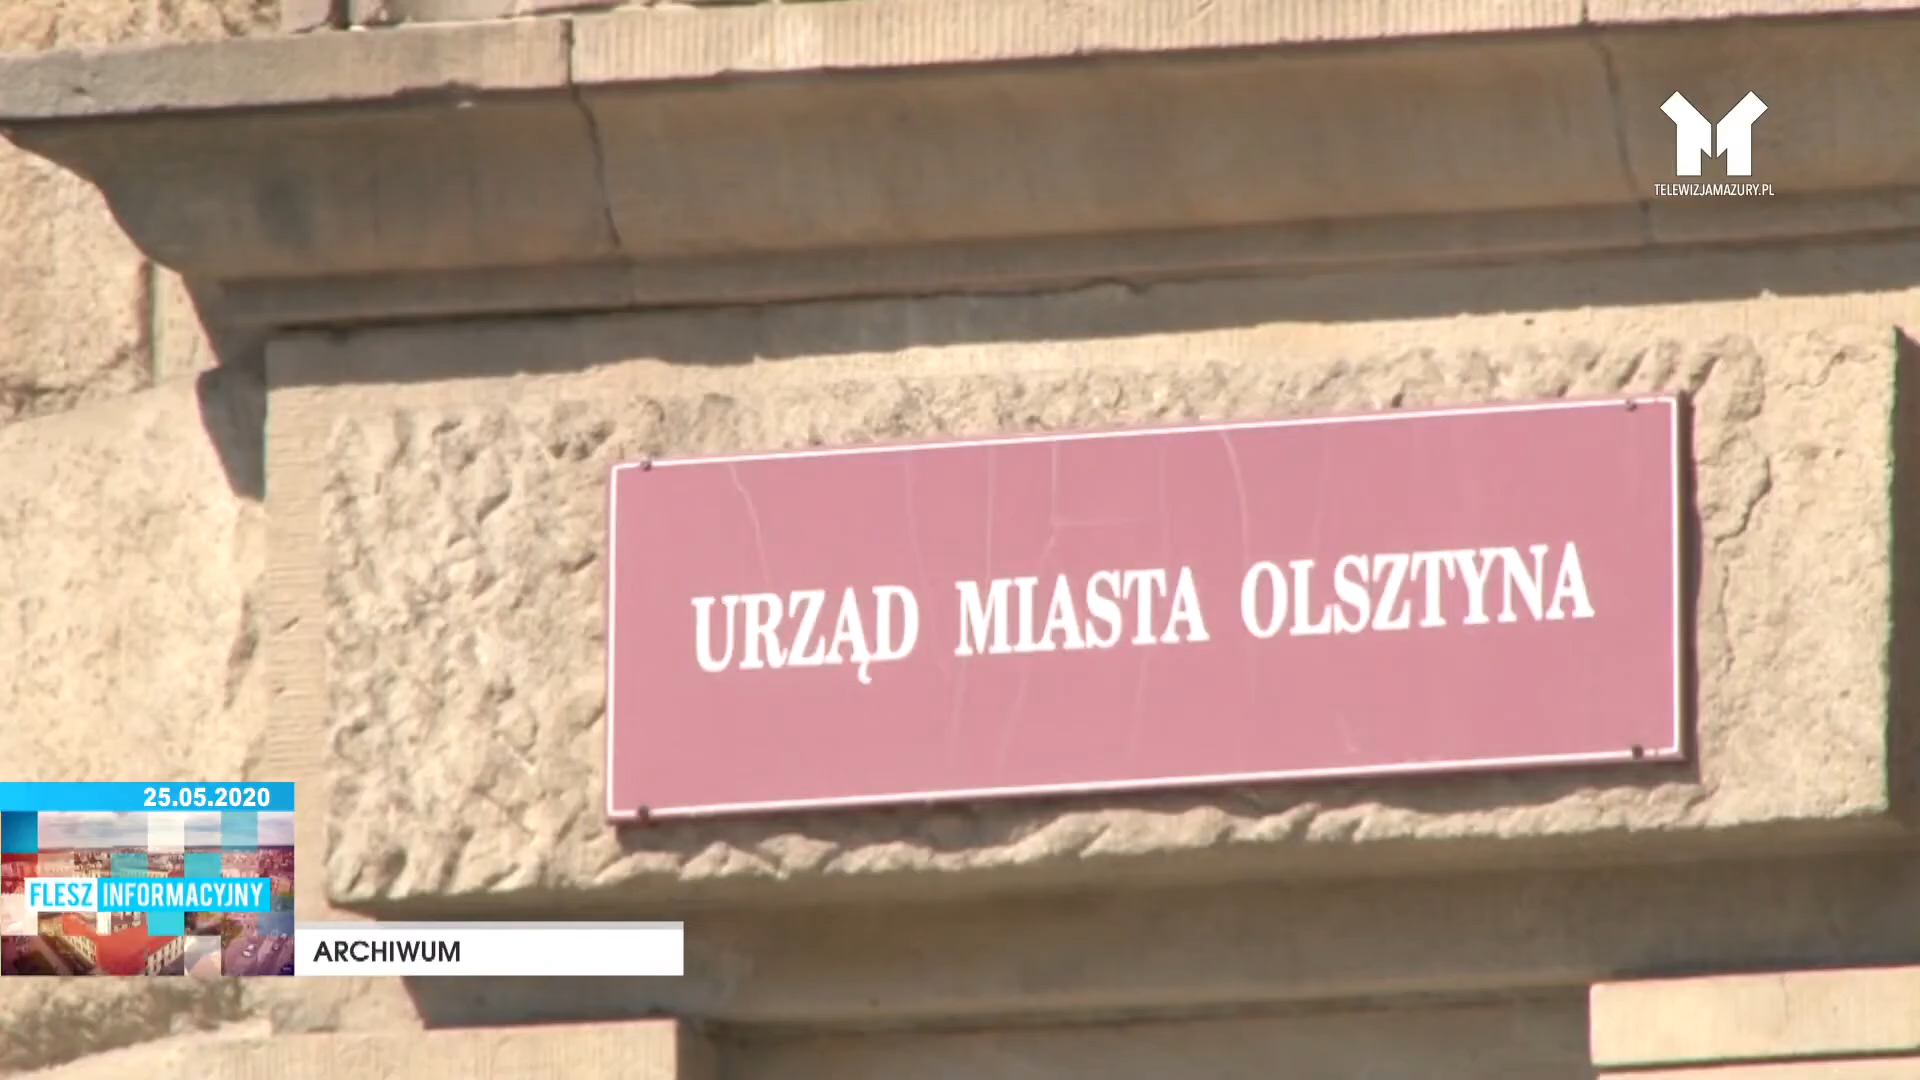 TELEWIZJAMAZURY.PL
URZĄD MIASTA OLSZTYNA
25.05.2020
FLESZ INFORMACYJNY
ARCHIWUM